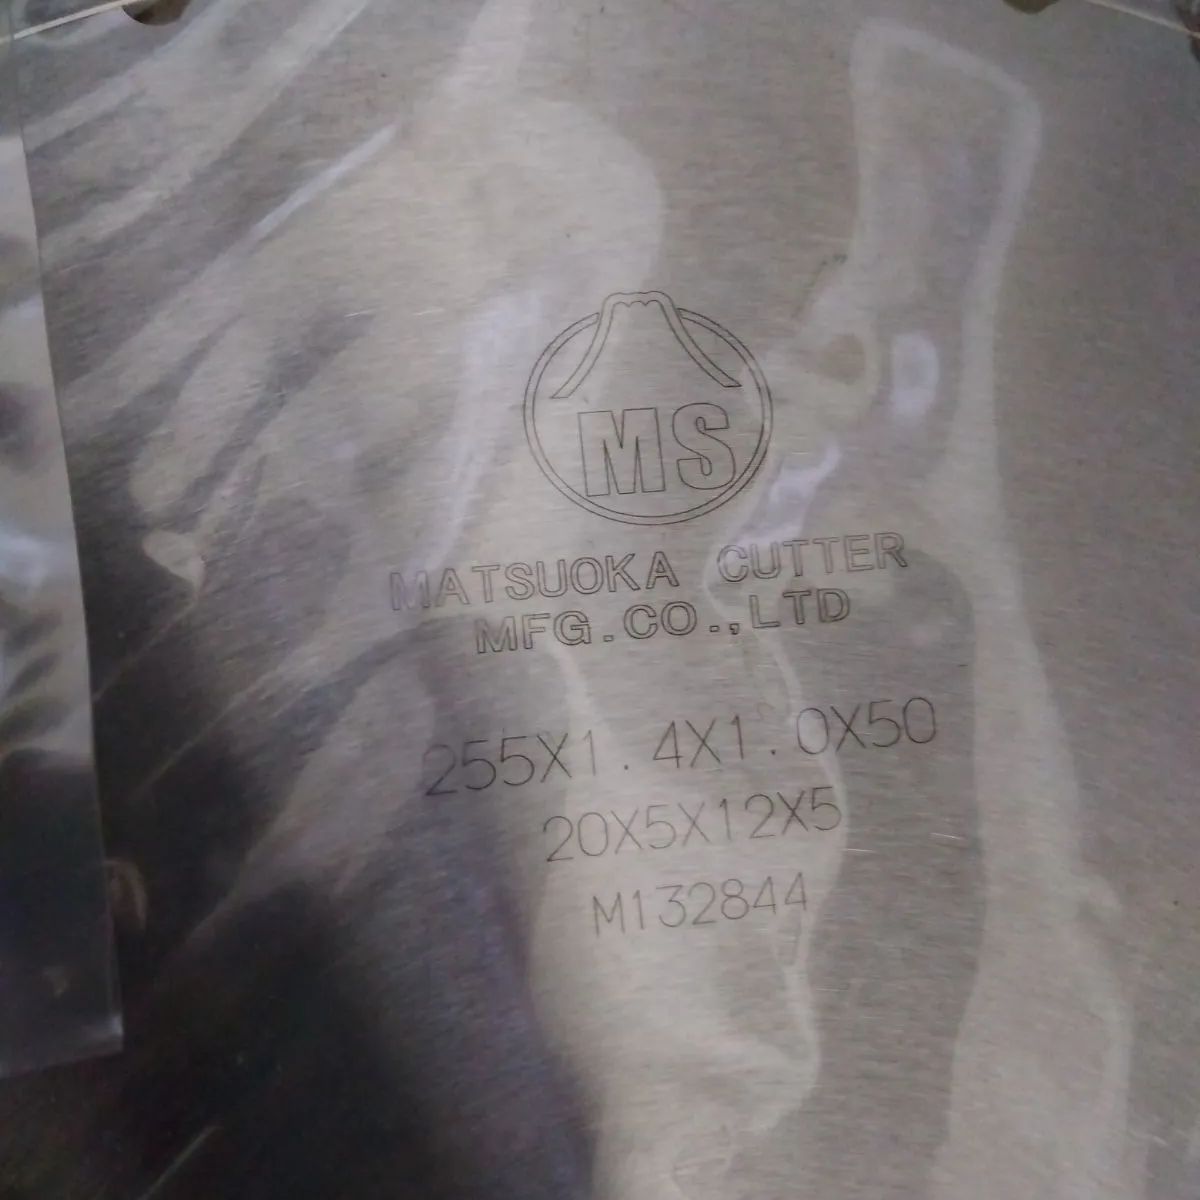 MS
MATSUOKA CUTTER
MFG.CO.,LTD
255X1.4X1.0X50
20X5X12X5
M132844